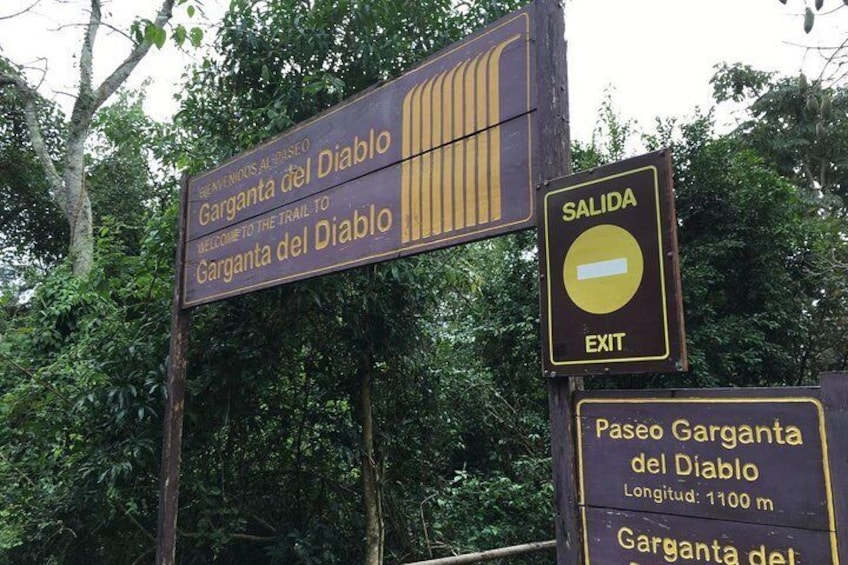 BIENVENIDOS AL PASEO
Garganta del Diablo
WELCOME TO THE TRAIL TO
Garganta del Diablo
SALIDA
EXIT
Paseo Garganta
del Diablo
Longitud: 1100 m
Garganta del